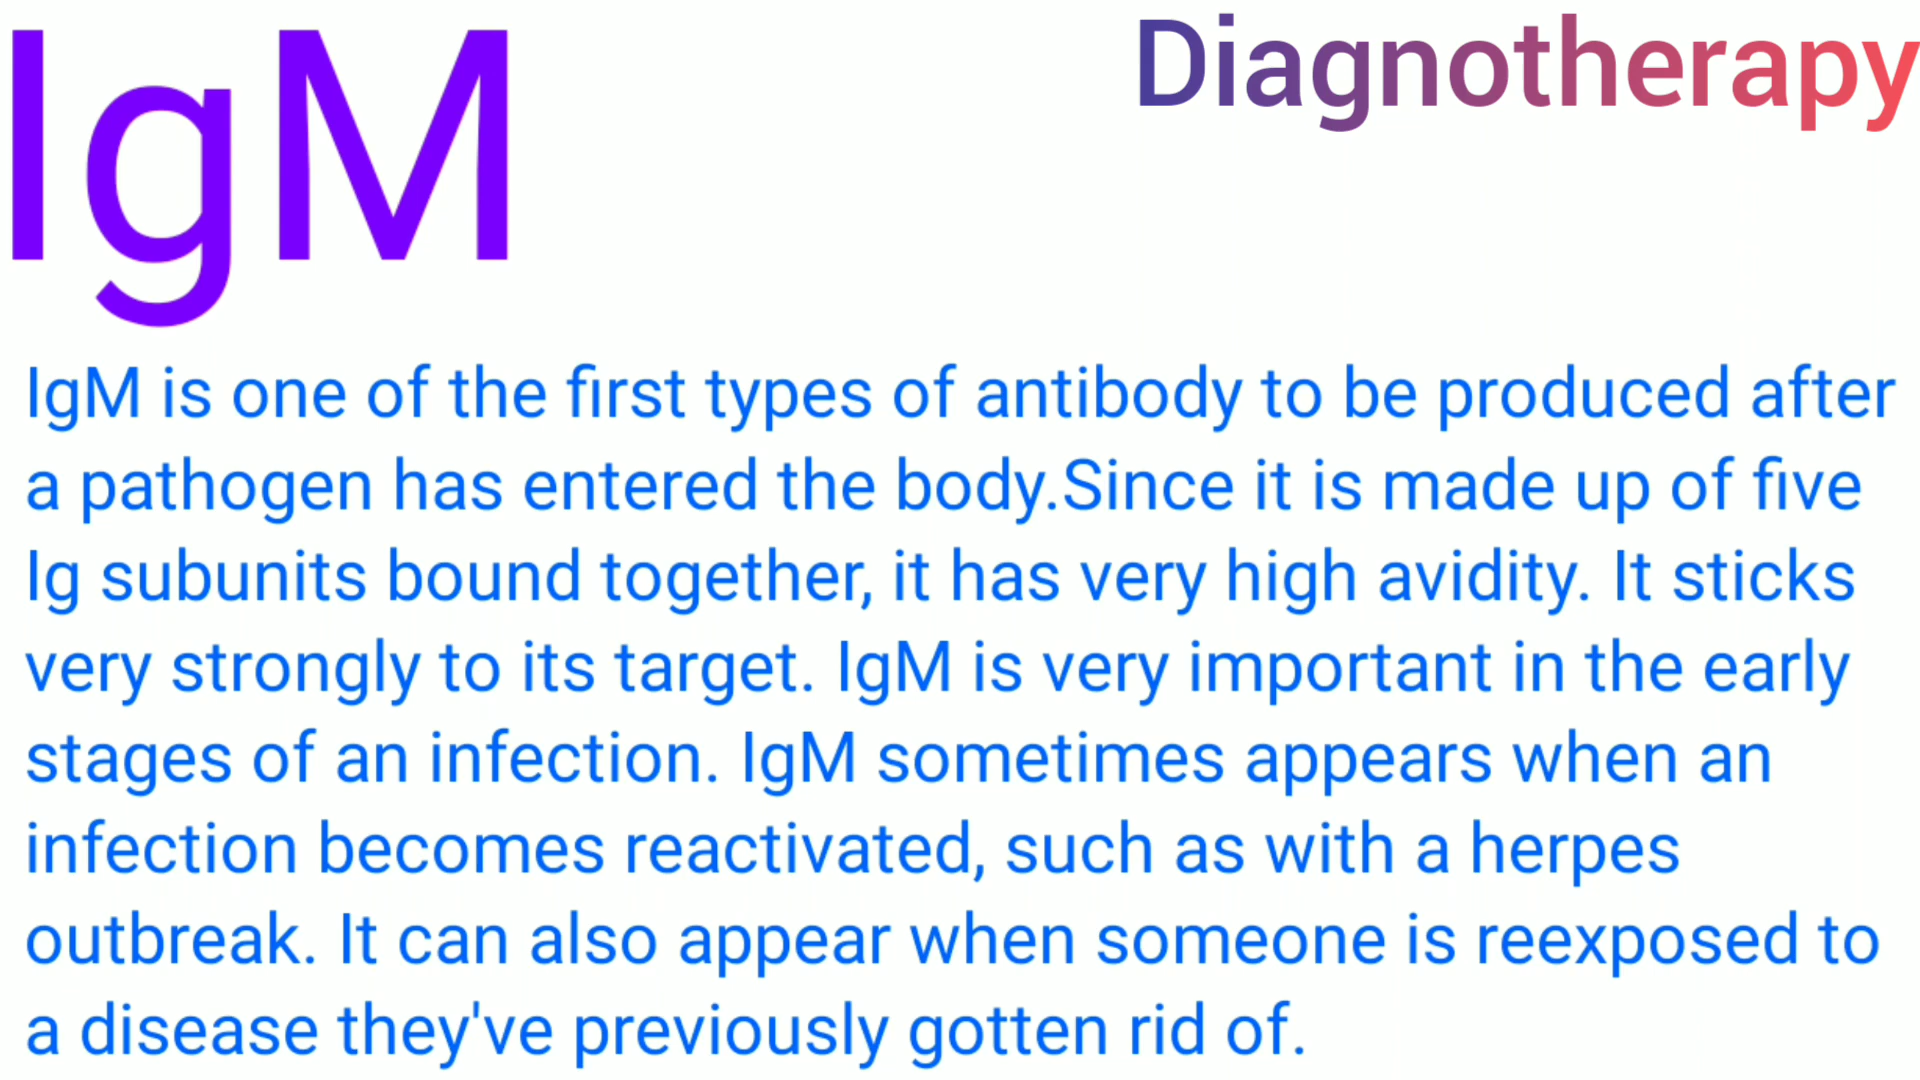 IgM
Diagnotherapy
IgM is one of the first types of antibody to be produced after
a pathogen has entered the body.Since it is made up of five
Ig subunits bound together, it has very high avidity. It sticks
very strongly to its target. IgM is very important in the early
stages of an infection. IgM sometimes appears when an
infection becomes reactivated, such as with a herpes
outbreak. It can also appear when someone is reexposed to
a disease they've previously gotten rid of.